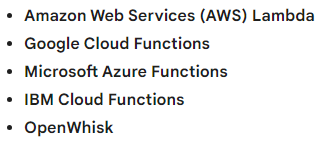 • Amazon Web Services (AWS) Lambda
• Google Cloud Functions
• Microsoft Azure Functions
• IBM Cloud Functions
• OpenWhisk